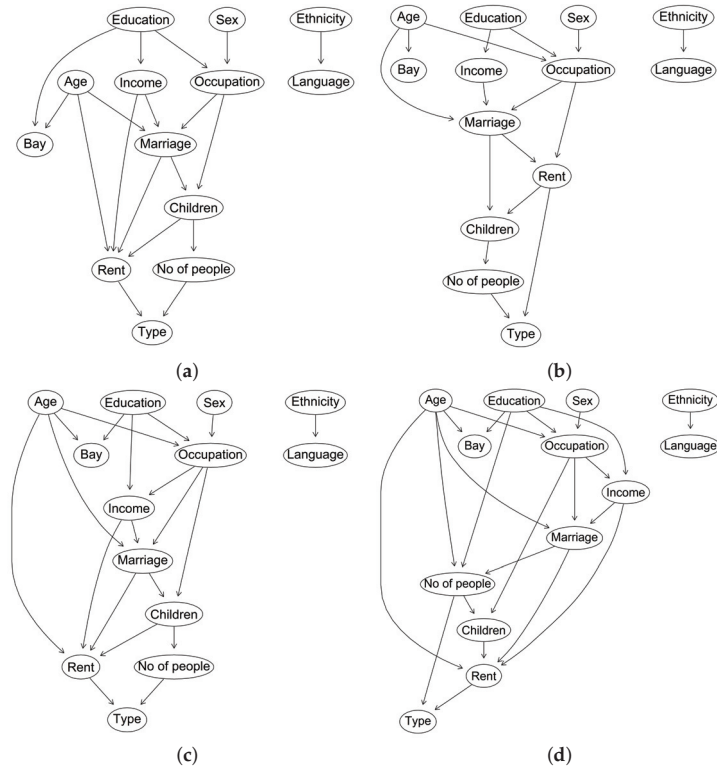 Education
Sex
Ethnicity
Age
Income
Occupation
Language
Bay
Marriage
Children
Rent
No of people
Type
(a)
Age
Education
Sex
Ethnicity
Bay
Income
Occupation
Language
Marriage
Rent
Children
No of people
Type
(b)
Age
Education
Sex
Ethnicity
Bay
Occupation
Language
Income
Marriage
Children
Rent
No of people
Type
(c)
Age
Education
Sex
Ethnicity
Bay
Occupation
Language
Income
Marriage
No of people
Children
Rent
Type
(d)